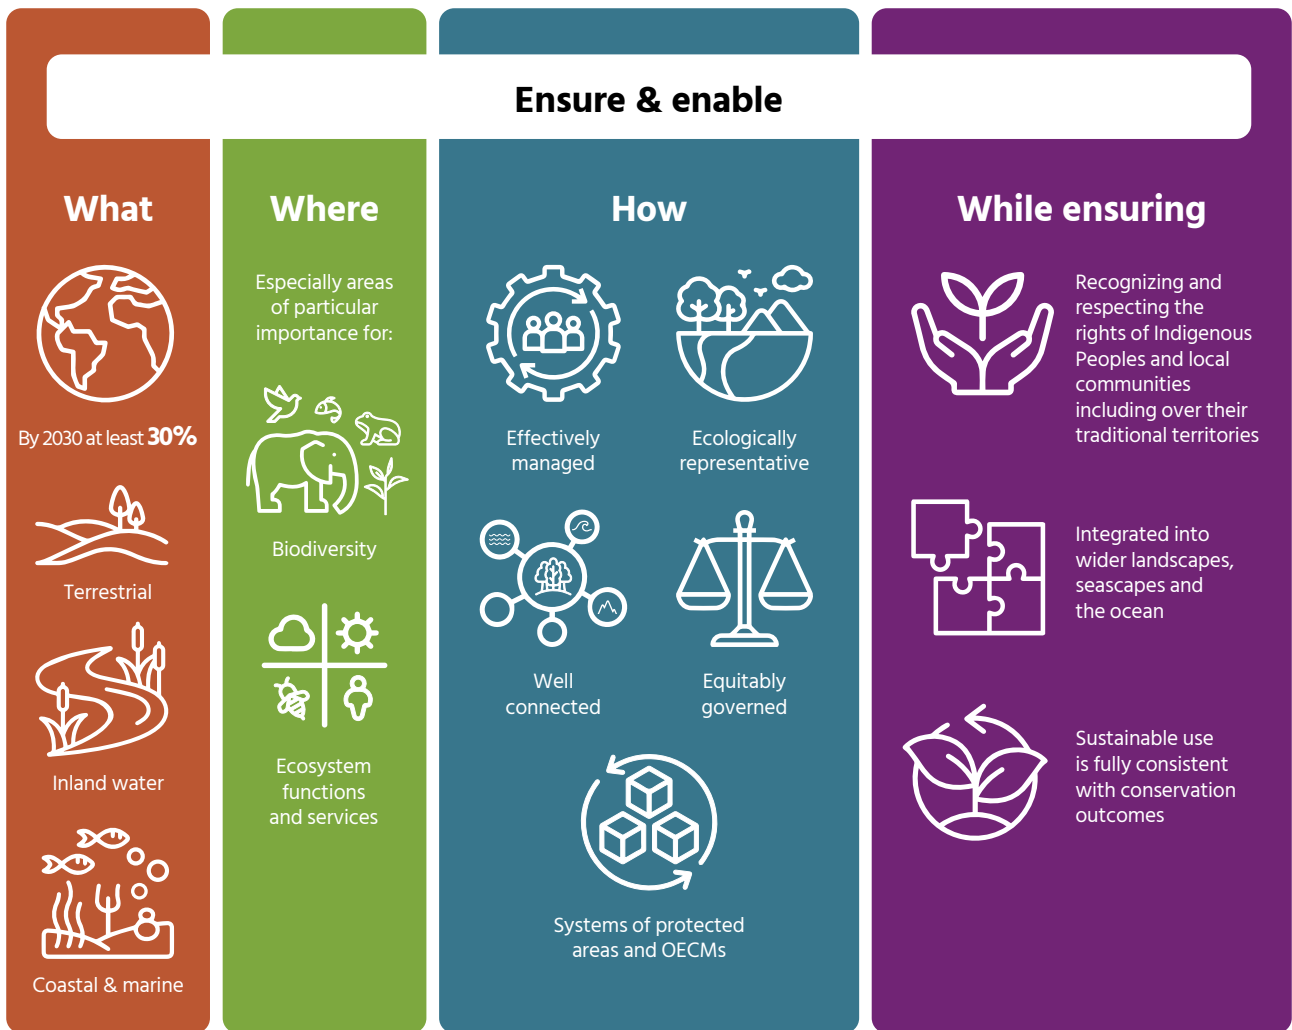 Ensure & enable
What
By 2030 at least 30%
Terrestrial
Inland water
Coastal & marine
Where
Especially areas
of particular
importance for:
Biodiversity
Ecosystem
functions
and services
How
Effectively
managed
Ecologically
representative
Well
connected
Equitably
governed
Systems of protected
areas and OECMs
While ensuring
Recognizing and
respecting the
rights of Indigenous
Peoples and local
communities
including over their
traditional territories
Integrated into
wider landscapes,
seascapes and
the ocean
Sustainable use
is fully consistent
with conservation
outcomes